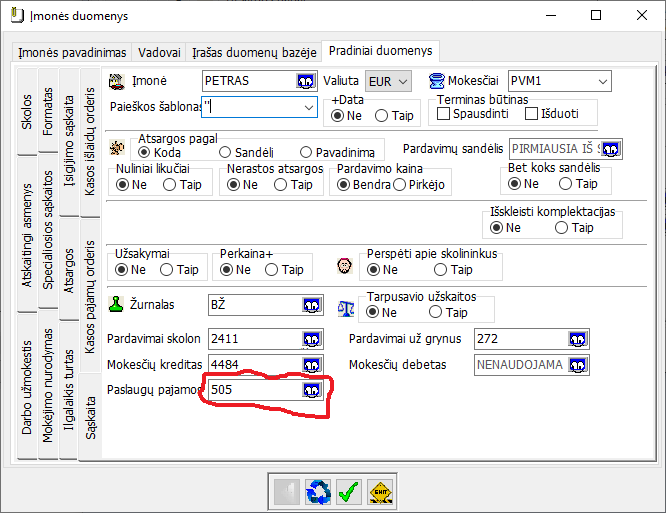 Įmonės duomenys
Įmonės pavadinimas Vadovai Įrašas duomenų bazėje Pradiniai duomenys
Skolos
Formatas
Įsigijimo sąskaita
Kasos išlaidų orderis
Atskaitingi asmenys
Specialiosios sąskaitos
Atsargos
Kasos pajamų orderis
Darbo užmokestis
Mokėjimo nurodymas
Ilgalaikis turtas
Sąskaita
Įmonė PETRAS Valiuta EUR Mokesčiai PVM1
Paieškos šablonas "
+Data
Ne Taip
Terminas būtinas
Spausdinti Išduoti
Atsargos pagal
Koda Sandėli Pavadinima
Pardavimų sandėlis PIRMIAUSIA IŠ
Nuliniai likučiai
Ne Taip
Nerastos atsargos
Ne Taip
Pardavimo kaina
Bendra Pirkėjo
Bet koks sandėlis
Ne Taip
Išskleisti komplektacijas
Ne Taip
Užsakymai
Ne Taip
Perkaina+
Ne Taip
Perspėti apie skolininkus
Ne Taip
Žurnalas BŽ
Tarpusavio užskaitos
Ne Taip
Pardavimai skolon 2411 Pardavimai už grynus 272
Mokesčių kreditas 4484 Mokesčių debetas NENAUDOJAMA
Paslaugų pajamos 505
EXIT